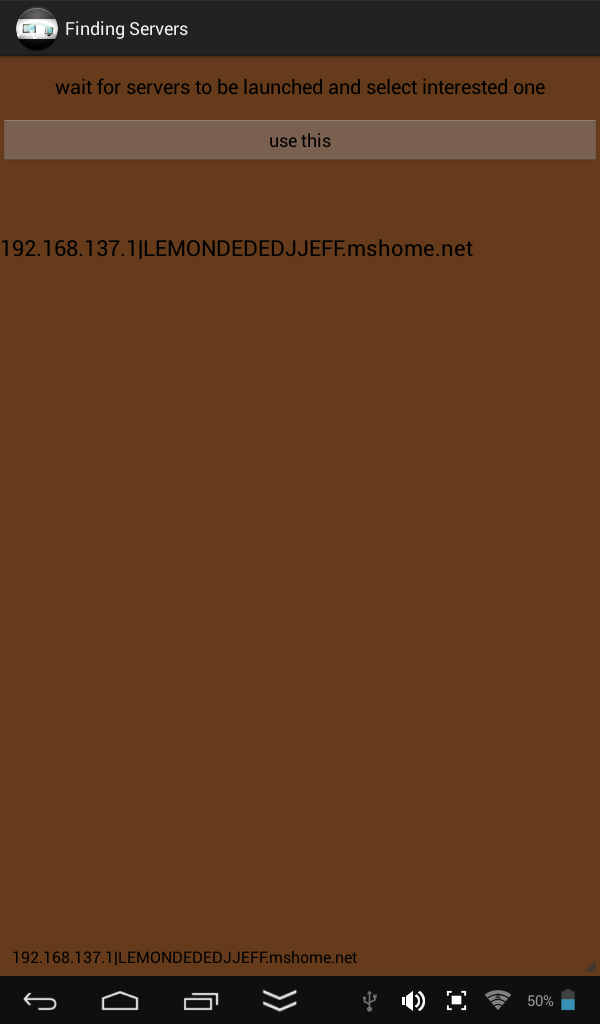 Finding Servers
wait for servers to be launched and select interested one
use this
192.168.137.1|LEMONDEDEDJJEFF.mshome.net
192.168.137.1|LEMONDEDEDJJEFF.mshome.net
50%